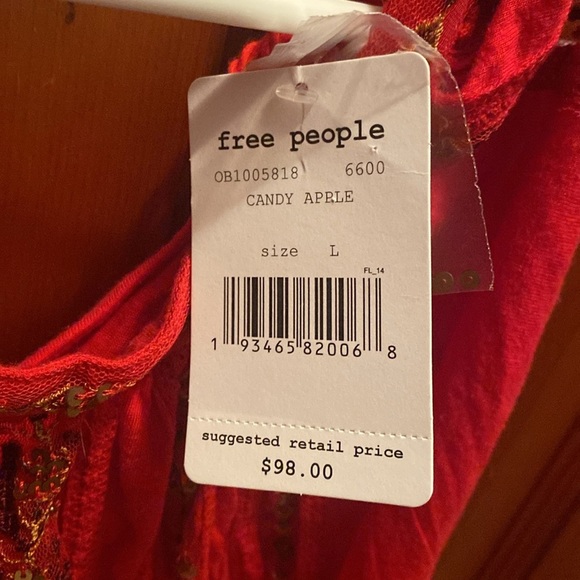 free people
OB1005818 6600
CANDY APPLE
size L
FL_14
1 93465 82006 8
suggested retail price
$98.00